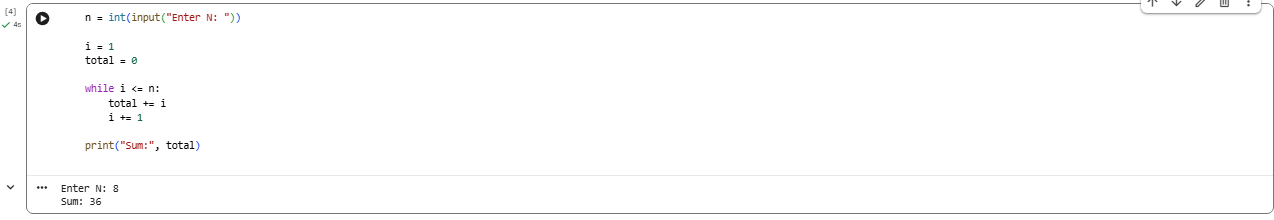 [4]
4s
n = int(input("Enter N: "))
i = 1
total = 0
while i <= n:
    total += i
    i += 1
print("Sum:", total)
Enter N: 8
Sum: 36